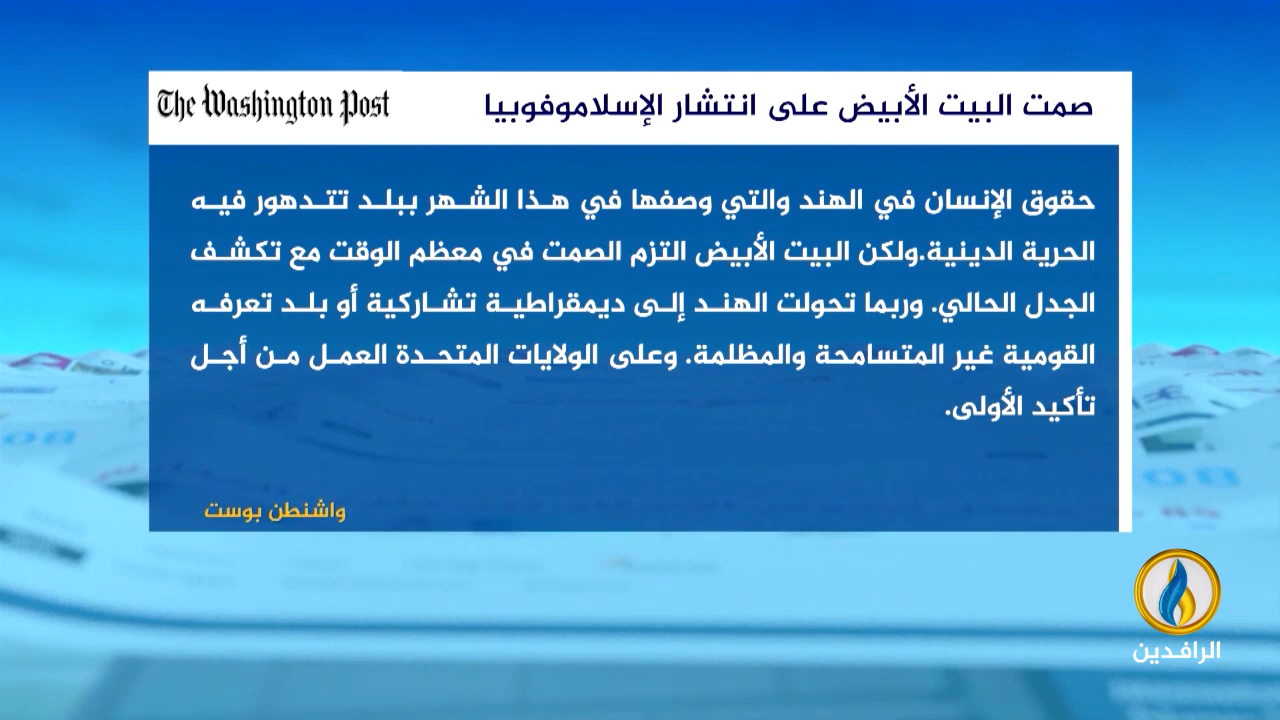 صمت البيت الأبيض على انتشار الإسلاموفوبيا
The Washington Post
حقوق الإنسان في الهند والتي وصفها في هذا الشهر ببلد تتدهور فيه
الحرية الدينية.ولكن البيت الأبيض التزم الصمت في معظم الوقت مع تكشف
الجدل الحالي. وربما تحولت الهند إلى ديمقراطية تشاركية أو بلد تعرفه
القومية غير المتسامحة والمظلمة. وعلى الولايات المتحدة العمل من أجل
تأكيد الأولى.
واشنطن بوست
الرافدين